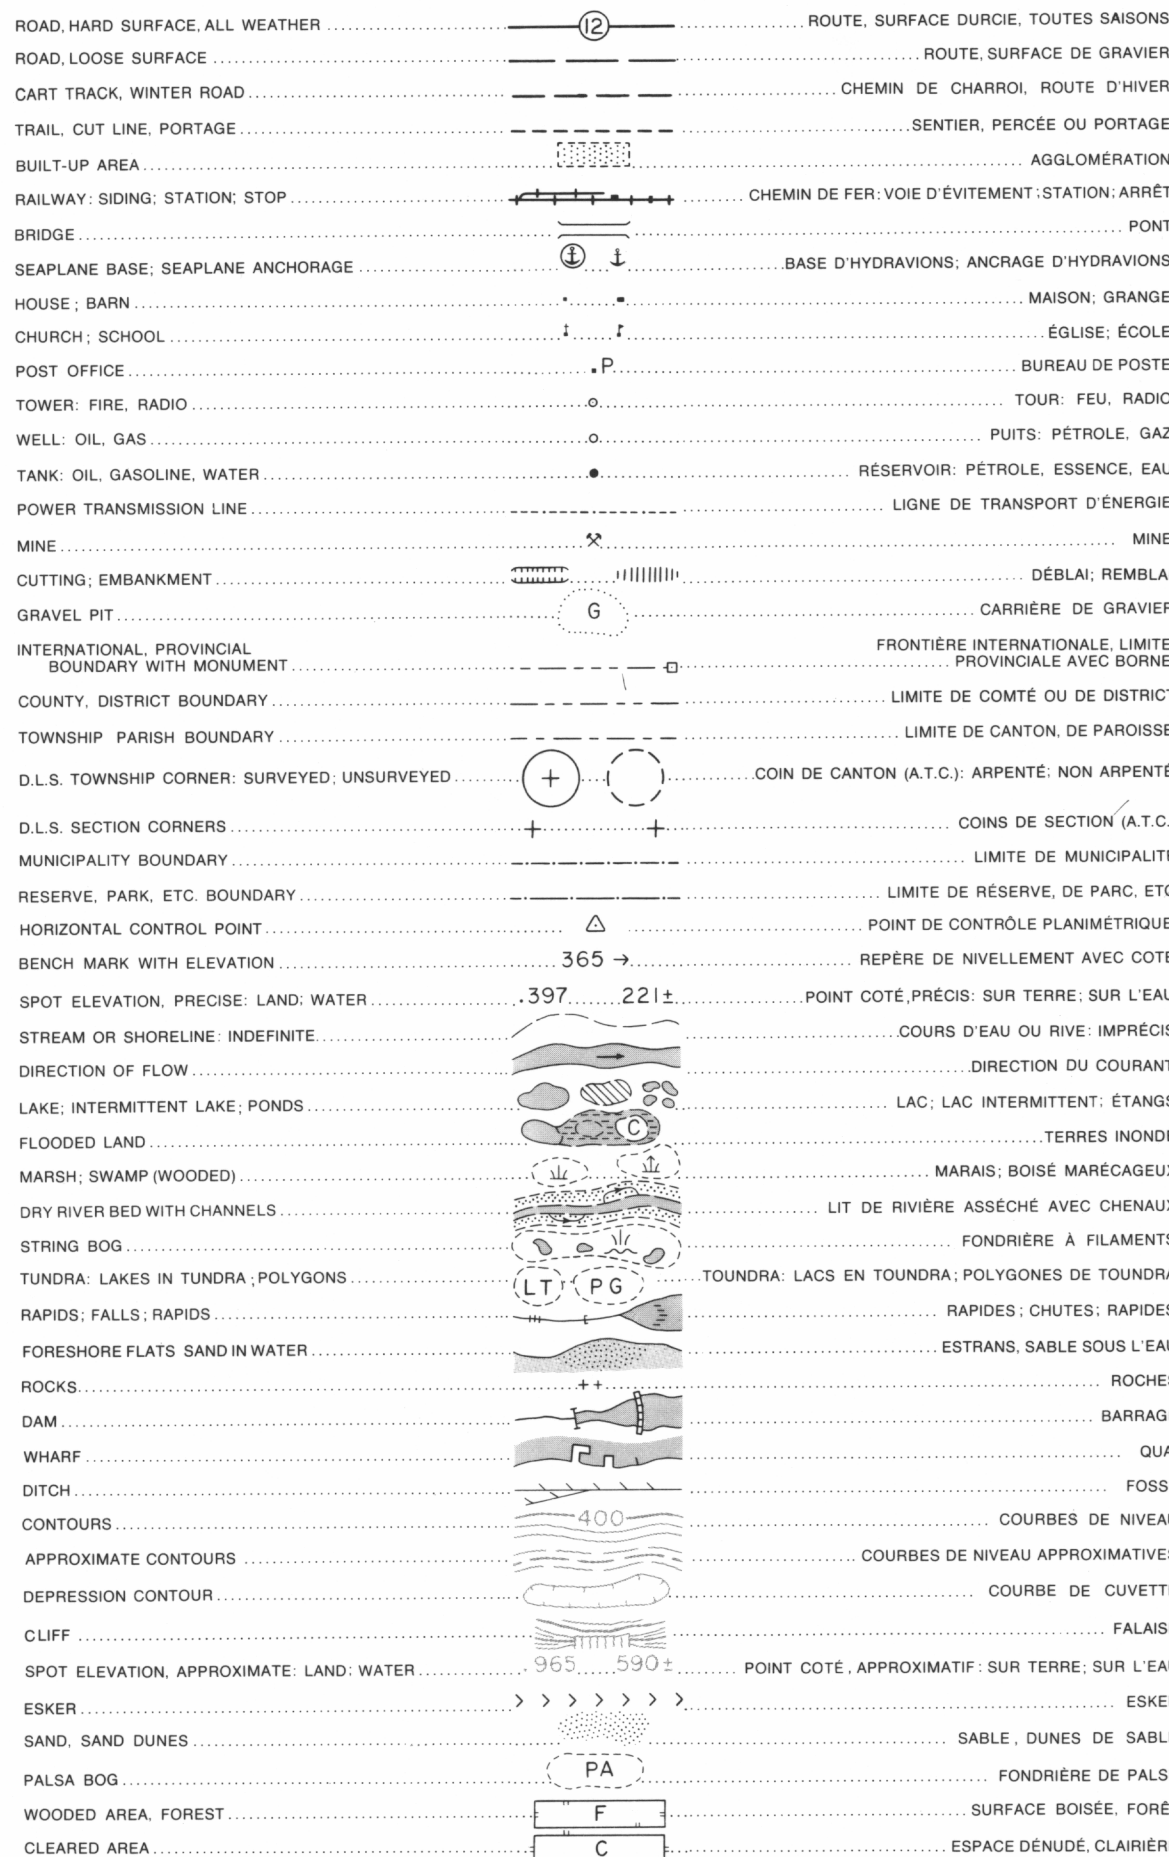 ROAD, HARD SURFACE, ALL WEATHER 12 ROUTE, SURFACE DURCIE, TOUTES SAISONS
ROAD, LOOSE SURFACE ROUTE, SURFACE DE GRAVIER
CART TRACK, WINTER ROAD CHEMIN DE CHARROI, ROUTE D'HIVER
TRAIL, CUT LINE, PORTAGE SENTIER, PERCÉE OU PORTAGE
BUILT-UP AREA AGGLOMÉRATION
RAILWAY: SIDING; STATION; STOP CHEMIN DE FER: VOIE D'ÉVITEMENT; STATION; ARRÊT
BRIDGE PONT
SEAPLANE BASE; SEAPLANE ANCHORAGE BASE D'HYDRAVIONS; ANCRAGE D'HYDRAVIONS
HOUSE; BARN MAISON; GRANGE
CHURCH; SCHOOL ÉGLISE; ÉCOLE
POST OFFICE P BUREAU DE POSTE
TOWER: FIRE, RADIO TOUR: FEU, RADIO
WELL: OIL, GAS PUITS: PÉTROLE, GAZ
TANK: OIL, GASOLINE, WATER RÉSERVOIR: PÉTROLE, ESSENCE, EAU
POWER TRANSMISSION LINE LIGNE DE TRANSPORT D'ÉNERGIE
MINE MINE
CUTTING; EMBANKMENT DÉBLAI; REMBLA
GRAVEL PIT G CARRIÈRE DE GRAVIER
INTERNATIONAL, PROVINCIAL FRONTIÈRE INTERNATIONALE, LIMITE
BOUNDARY WITH MONUMENT PROVINCIALE AVEC BORNE
COUNTY, DISTRICT BOUNDARY LIMITE DE COMTÉ OU DE DISTRICT
TOWNSHIP PARISH BOUNDARY LIMITE DE CANTON, DE PAROISSE
D.L.S. TOWNSHIP CORNER: SURVEYED; UNSURVEYED COIN DE CANTON (A.T.C.): ARPENTÉ; NON ARPENTÉ
D.L.S. SECTION CORNERS COINS DE SECTION (A.T.C.
MUNICIPALITY BOUNDARY LIMITE DE MUNICIPALITÉ
RESERVE, PARK, ETC. BOUNDARY LIMITE DE RÉSERVE, DE PARC, ETC
HORIZONTAL CONTROL POINT POINT DE CONTRÔLE PLANIMÉTRIQUE
BENCH MARK WITH ELEVATION 365 → REPÈRE DE NIVELLEMENT AVEC COTE
SPOT ELEVATION, PRECISE: LAND; WATER .397 221± POINT COTÉ, PRÉCIS: SUR TERRE; SUR L'EAU
STREAM OR SHORELINE: INDEFINITE COURS D'EAU OU RIVE: IMPRÉCIS
DIRECTION OF FLOW DIRECTION DU COURANT
LAKE; INTERMITTENT LAKE; PONDS LAC; LAC INTERMITTENT; ÉTANGS
FLOODED LAND C TERRES INONDÉ
MARSH; SWAMP (WOODED) MARAIS; BOISÉ MARÉCAGEUX
DRY RIVER BED WITH CHANNELS LIT DE RIVIÈRE ASSÉCHÉ AVEC CHENAUX
STRING BOG FONDRIÈRE À FILAMENTS
TUNDRA: LAKES IN TUNDRA; POLYGONS LT PG TOUNDRA: LACS EN TOUNDRA; POLYGONES DE TOUNDRA
RAPIDS; FALLS; RAPIDS RAPIDES; CHUTES; RAPIDES
FORESHORE FLATS SAND IN WATER ESTRANS, SABLE SOUS L'EAU
ROCKS ++ ROCHES
DAM BARRAGE
WHARF QUA
DITCH FOSS
CONTOURS 400 COURBES DE NIVEAU
APPROXIMATE CONTOURS COURBES DE NIVEAU APPROXIMATIVES
DEPRESSION CONTOUR COURBE DE CUVETTE
CLIFF FALAISE
SPOT ELEVATION, APPROXIMATE: LAND: WATER .965 590± POINT COTÉ, APPROXIMATIF: SUR TERRE; SUR L'EAU
ESKER ESKE
SAND, SAND DUNES SABLE, DUNES DE SABLE
PALSA BOG PA FONDRIÈRE DE PALS
WOODED AREA, FOREST F SURFACE BOISÉE, FORÊ
CLEARED AREA C ESPACE DÉNUDÉ, CLAIRIÈR